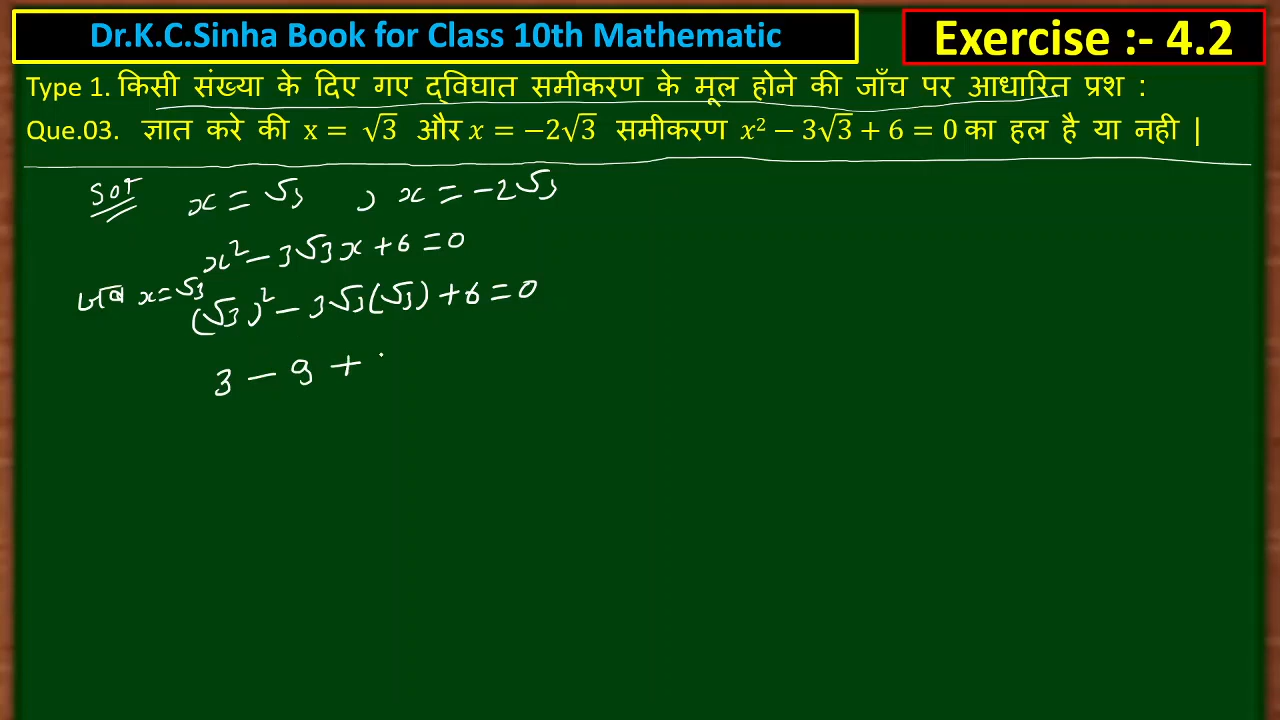 Dr.K.C.Sinha Book for Class 10th Mathematic
Exercise :- 4.2
Type 1. किसी संख्या के दिए गए द्विघात समीकरण के मूल होने की जाँच पर आधारित प्रश :
Que.03. ज्ञात करे की x = √3 और x = −2√3 समीकरण x² − 3√3 + 6 = 0 का हल है या नही |
Sol x = √3 , x = −2√3
x² − 3√3x + 6 = 0
जब x = √3
(√3)² − 3√3(√3) + 6 = 0
3 − 9 +